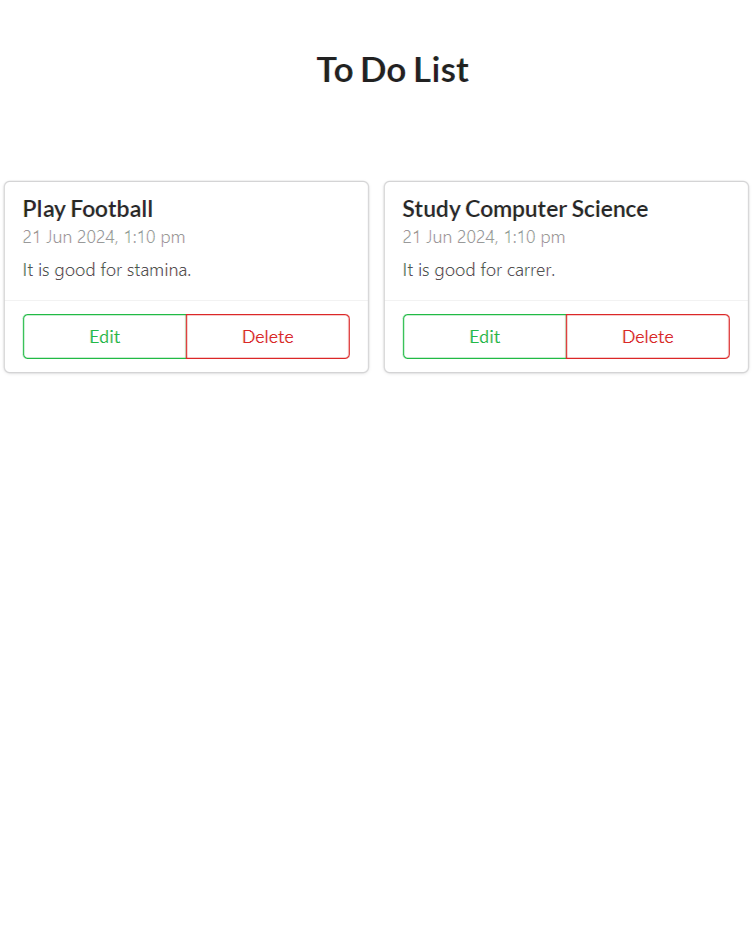 To Do List
Play Football
21 Jun 2024, 1:10 pm
It is good for stamina.
Edit
Delete
Study Computer Science
21 Jun 2024, 1:10 pm
It is good for carrer.
Edit
Delete